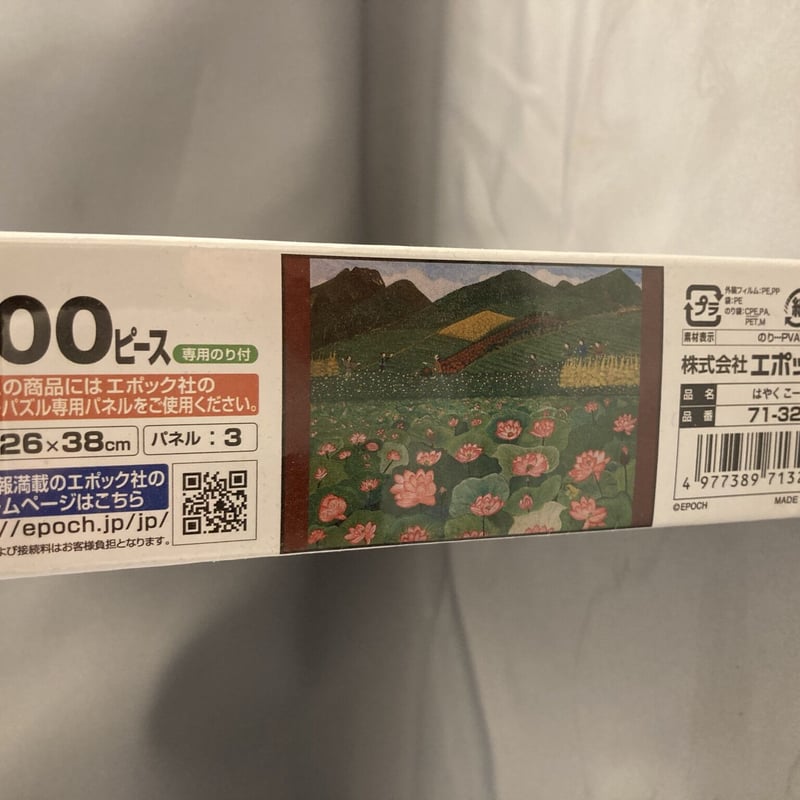 00ピース 専用のり付
の商品にはエポック社の
パズル専用パネルをご使用ください。
26×38cm パネル：3
報満載のエポック社の
ムページはこちら
//epoch.jp/jp/
よび接続料はお客様負担となります。
プラ
外装フィルム：PE,PP
袋：PE
のり袋：CPE,PA,
PET,M
素材表示 のり─PVA
株式会社 エポッ
品名 はやく こー
品番 71-32
4 977389 7132
©EPOCH MADE